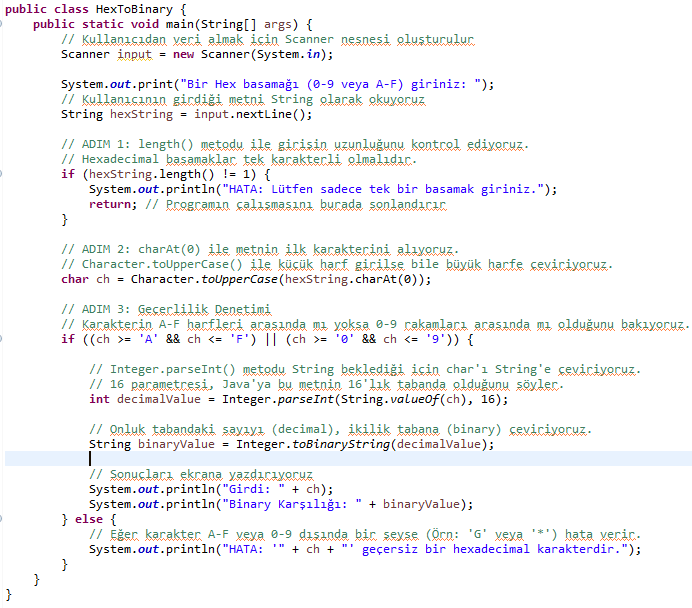 public class HexToBinary {
    public static void main(String[] args) {
        // Kullanıcıdan veri almak için Scanner nesnesi oluşturulur
        Scanner input = new Scanner(System.in);

        System.out.print("Bir Hex basamağı (0-9 veya A-F) giriniz: ");
        // Kullanıcının girdiği metni String olarak okuyoruz
        String hexString = input.nextLine();

        // ADIM 1: length() metodu ile girişin uzunluğunu kontrol ediyoruz.
        // Hexadecimal basamaklar tek karakterli olmalıdır.
        if (hexString.length() != 1) {
            System.out.println("HATA: Lütfen sadece tek bir basamak giriniz.");
            return; // Programın çalışmasını burada sonlandırır
        }

        // ADIM 2: charAt(0) ile metnin ilk karakterini alıyoruz.
        // Character.toUpperCase() ile küçük harf girilse bile büyük harfe çeviriyoruz.
        char ch = Character.toUpperCase(hexString.charAt(0));

        // ADIM 3: Geçerlilik Denetimi
        // Karakterin A-F harfleri arasında mı yoksa 0-9 rakamları arasında mı olduğunu bakıyoruz.
        if ((ch >= 'A' && ch <= 'F') || (ch >= '0' && ch <= '9')) {

            // Integer.parseInt() metodu String beklediği için char'ı String'e çeviriyoruz.
            // 16 parametresi, Java'ya bu metnin 16'lık tabanda olduğunu söyler.
            int decimalValue = Integer.parseInt(String.valueOf(ch), 16);

            // Onluk tabandaki sayıyı (decimal), ikilik tabana (binary) çeviriyoruz.
            String binaryValue = Integer.toBinaryString(decimalValue);

            // Sonuçları ekrana yazdırıyoruz
            System.out.println("Girdi: " + ch);
            System.out.println("Binary Karşılığı: " + binaryValue);
        } else {
            // Eğer karakter A-F veya 0-9 dışında bir şeyse (Örn: 'G' veya '*') hata verir.
            System.out.println("HATA: '" + ch + "' geçersiz bir hexadecimal karakterdir.");
        }
    }
}